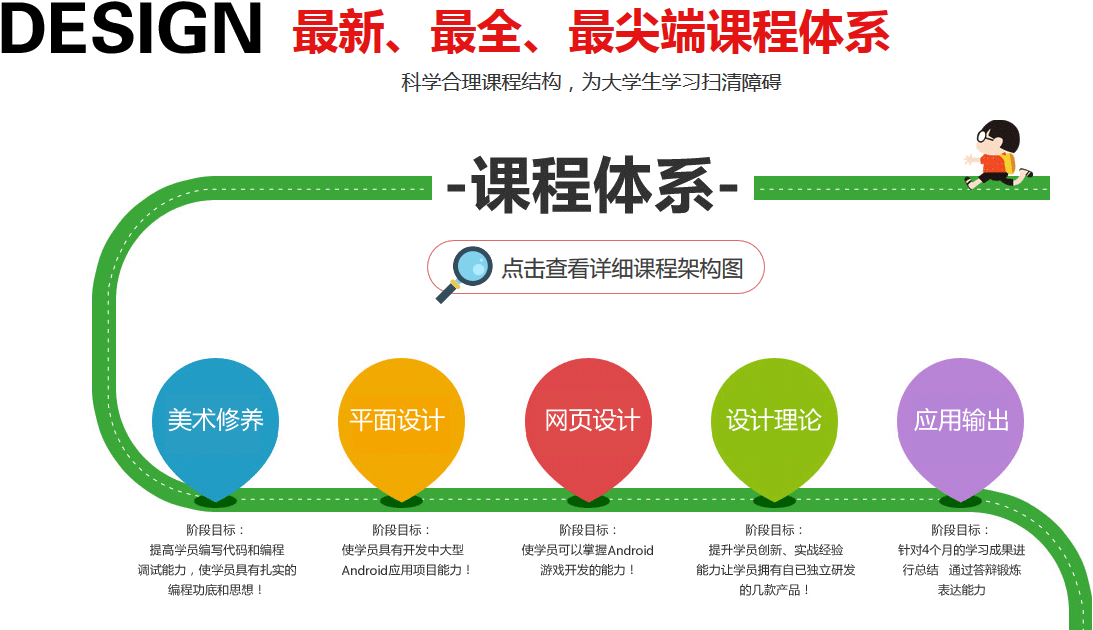 DESIGN 最新、最全、最尖端课程体系
科学合理课程结构，为大学生学习扫清障碍
-课程体系-
点击查看详细课程架构图
美术修养
平面设计
网页设计
设计理论
应用输出
阶段目标：
提高学员编写代码和编程
调试能力，使学员具有扎实的
编程功底和思想！
阶段目标：
使学员具有开发中大型
Android应用项目能力！
阶段目标：
使学员可以掌握Android
游戏开发的能力！
阶段目标：
提升学员创新、实战经验
能力让学员拥有自已独立研发
的几款产品！
阶段目标：
针对4个月的学习成果进
行总结 通过答辩锻炼
表达能力